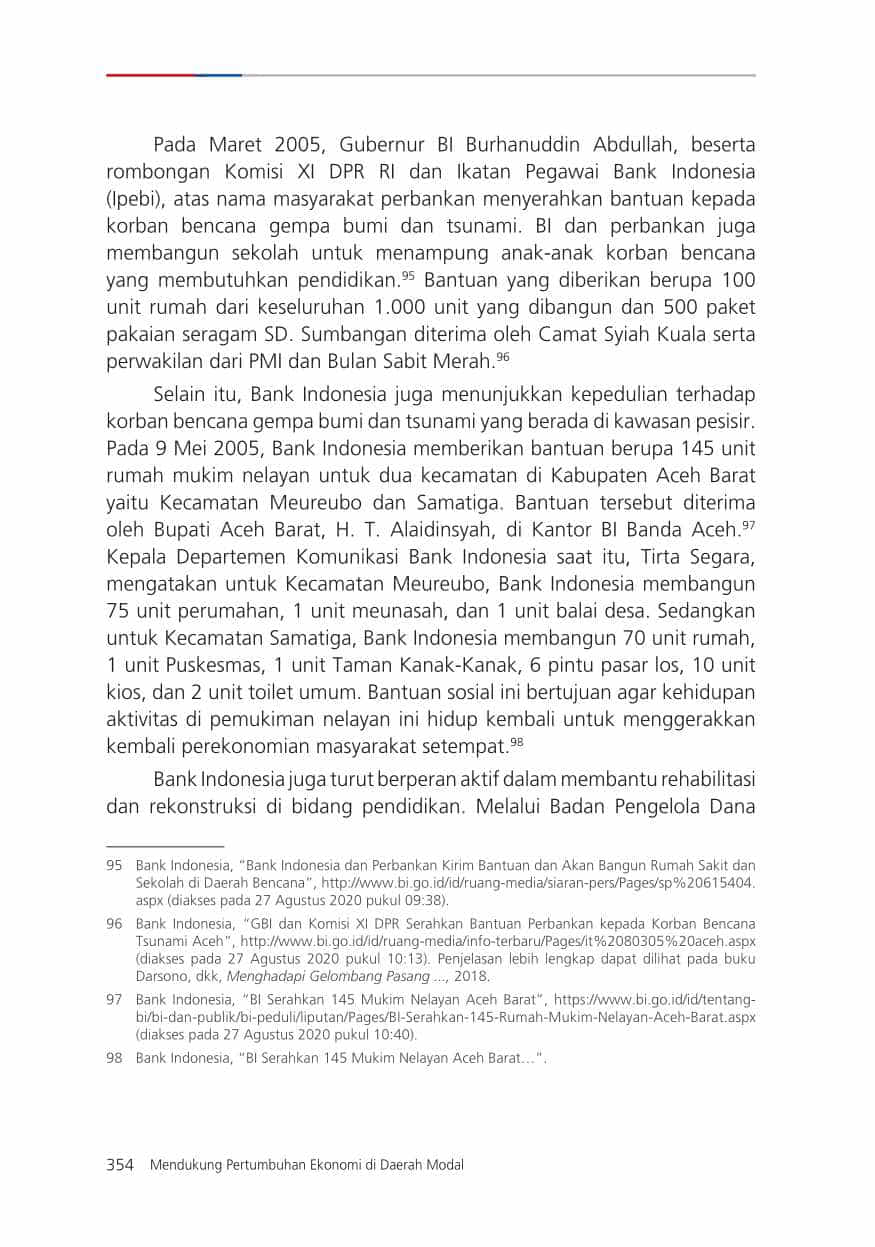 Pada Maret 2005, Gubernur BI Burhanuddin Abdullah, beserta
rombongan Komisi XI DPR RI dan Ikatan Pegawai Bank Indonesia
(Ipebi), atas nama masyarakat perbankan menyerahkan bantuan kepada
korban bencana gempa bumi dan tsunami. BI dan perbankan juga
membangun sekolah untuk menampung anak-anak korban bencana
yang membutuhkan pendidikan.95 Bantuan yang diberikan berupa 100
unit rumah dari keseluruhan 1.000 unit yang dibangun dan 500 paket
pakaian seragam SD. Sumbangan diterima oleh Camat Syiah Kuala serta
perwakilan dari PMI dan Bulan Sabit Merah.96
Selain itu, Bank Indonesia juga menunjukkan kepedulian terhadap
korban bencana gempa bumi dan tsunami yang berada di kawasan pesisir.
Pada 9 Mei 2005, Bank Indonesia memberikan bantuan berupa 145 unit
rumah mukim nelayan untuk dua kecamatan di Kabupaten Aceh Barat
yaitu Kecamatan Meureubo dan Samatiga. Bantuan tersebut diterima
oleh Bupati Aceh Barat, H. T. Alaidinsyah, di Kantor BI Banda Aceh.97
Kepala Departemen Komunikasi Bank Indonesia saat itu, Tirta Segara,
mengatakan untuk Kecamatan Meureubo, Bank Indonesia membangun
75 unit perumahan, 1 unit meunasah, dan 1 unit balai desa. Sedangkan
untuk Kecamatan Samatiga, Bank Indonesia membangun 70 unit rumah,
1 unit Puskesmas, 1 unit Taman Kanak-Kanak, 6 pintu pasar los, 10 unit
kios, dan 2 unit toilet umum. Bantuan sosial ini bertujuan agar kehidupan
aktivitas di pemukiman nelayan ini hidup kembali untuk menggerakkan
kembali perekonomian masyarakat setempat.98
Bank Indonesia juga turut berperan aktif dalam membantu rehabilitasi
dan rekonstruksi di bidang pendidikan. Melalui Badan Pengelola Dana
95 Bank Indonesia, “Bank Indonesia dan Perbankan Kirim Bantuan dan Akan Bangun Rumah Sakit dan
Sekolah di Daerah Bencana”, http://www.bi.go.id/id/ruang-media/siaran-pers/Pages/sp%20615404.
aspx (diakses pada 27 Agustus 2020 pukul 09:38).
96 Bank Indonesia, “GBI dan Komisi XI DPR Serahkan Bantuan Perbankan kepada Korban Bencana
Tsunami Aceh”, http://www.bi.go.id/id/ruang-media/info-terbaru/Pages/it%2080305%20aceh.aspx
(diakses pada 27 Agustus 2020 pukul 10:13). Penjelasan lebih lengkap dapat dilihat pada buku
Darsono, dkk, Menghadapi Gelombang Pasang ..., 2018.
97 Bank Indonesia, “BI Serahkan 145 Mukim Nelayan Aceh Barat”, https://www.bi.go.id/id/tentang-
bi/bi-dan-publik/bi-peduli/liputan/Pages/BI-Serahkan-145-Rumah-Mukim-Nelayan-Aceh-Barat.aspx
(diakses pada 27 Agustus 2020 pukul 10:40).
98 Bank Indonesia, “BI Serahkan 145 Mukim Nelayan Aceh Barat…”.
354 Mendukung Pertumbuhan Ekonomi di Daerah Modal